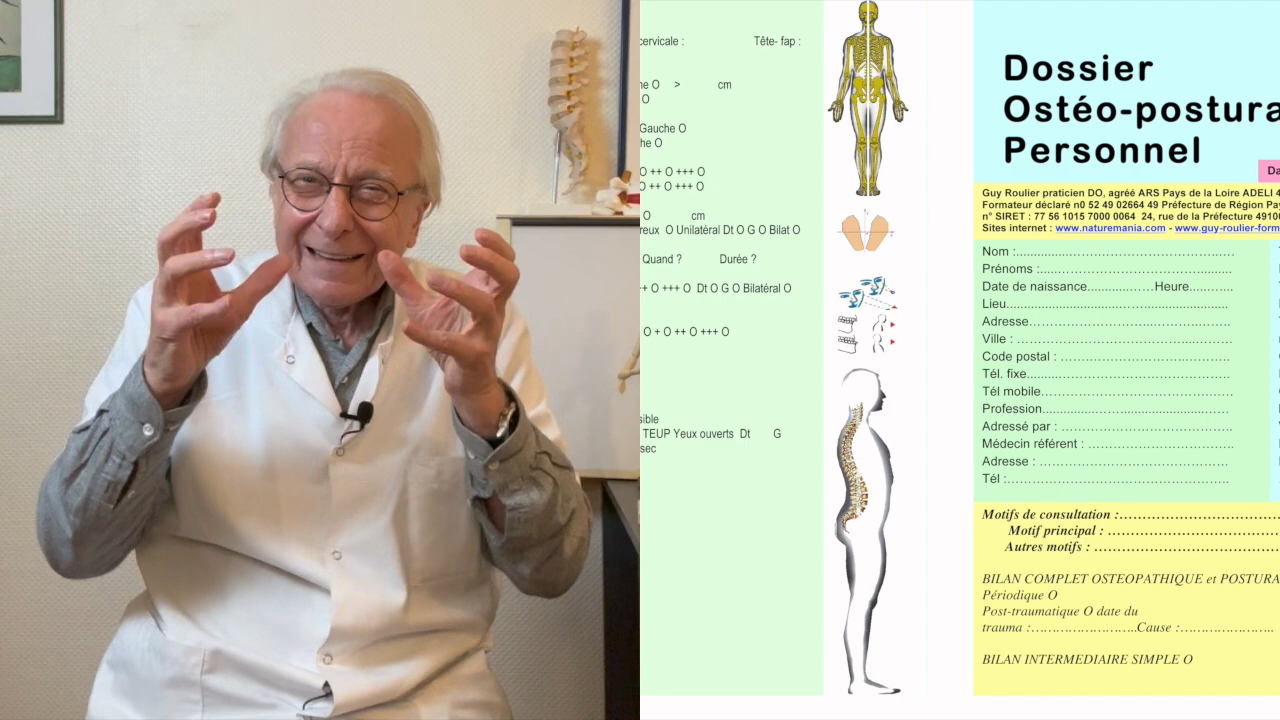 cervicale : Tête- fap :
O > cm
O
Gauche O
he O
O ++ O +++ O
O ++ O +++ O
O cm
reux O Unilatéral Dt O G O Bilat O
Quand ? Durée ?
+ O +++ O Dt O G O Bilatéral O
O + O ++ O +++ O
sible
TEUP Yeux ouverts Dt G
sec
Dossier
Ostéo-postura
Personnel
Da
Guy Roulier praticien DO, agréé ARS Pays de la Loire ADELI 4
Formateur déclaré n0 52 49 02664 49 Préfecture de Région Pay
n° SIRET : 77 56 1015 7000 0064 24, rue de la Préfecture 4910
Sites internet : www.naturemania.com - www.guy-roulier-form
Nom :
Prénoms :
Date de naissance Heure
Lieu
Adresse
Ville :
Code postal :
Tél. fixe
Tél mobile
Profession
Adressé par :
Médecin référent :
Adresse :
Tél :
Motifs de consultation :
Motif principal :
Autres motifs :
BILAN COMPLET OSTEOPATHIQUE et POSTURA
Périodique O
Post-traumatique O date du
trauma : Cause :
BILAN INTERMEDIAIRE SIMPLE O